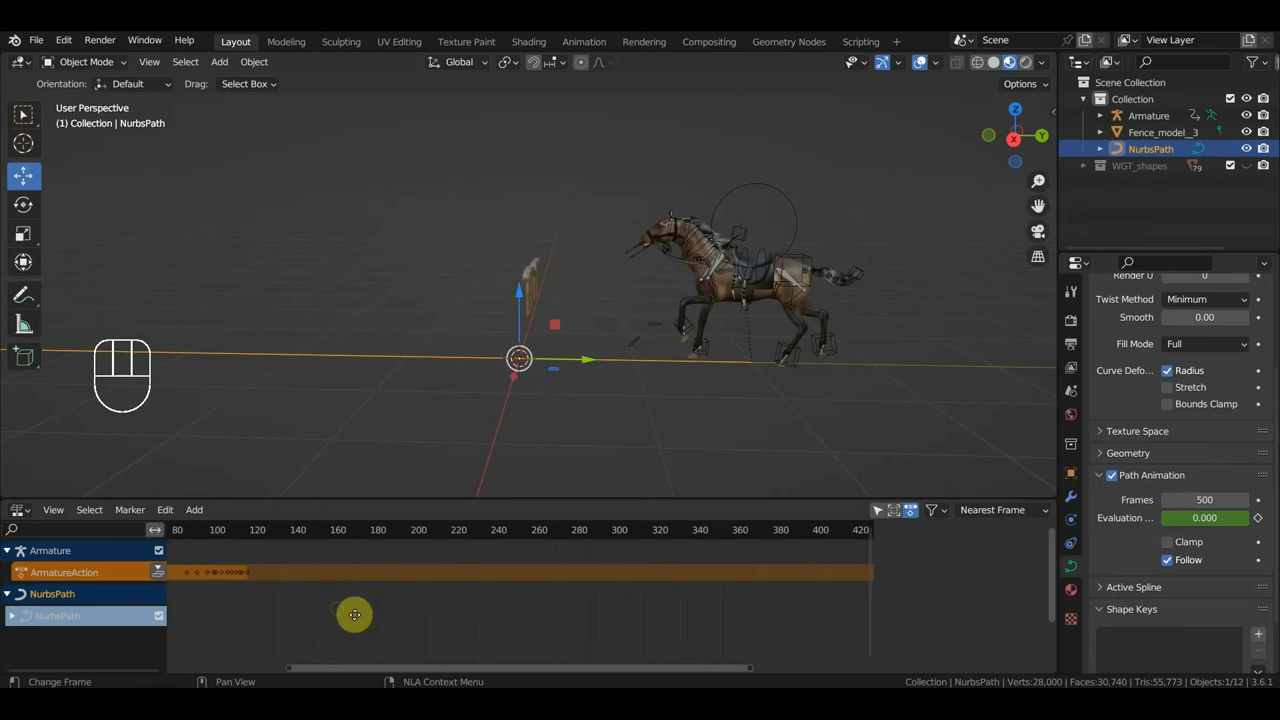 File Edit Render Window Help Layout Modeling Sculpting UV Editing Texture Paint Shading Animation Rendering Compositing Geometry Nodes Scripting + Scene View Layer
Object Mode View Select Add Object Global Options
Orientation: Default Drag: Select Box
User Perspective
(1) Collection | NurbsPath
Z
Y
X
Scene Collection
Collection
Armature
Fence_model__3
NurbsPath
WGT_shapes 79
Render U 0
Twist Method Minimum
Smooth 0.00
Fill Mode Full
Curve Defo... Radius
Stretch
Bounds Clamp
Texture Space
Geometry
Path Animation
Frames 500
Evaluation ... 0.000
Clamp
Follow
Active Spline
Shape Keys
View Select Marker Edit Add Nearest Frame
80 100 120 140 160 180 200 220 240 260 280 300 320 340 360 380 400 420
Armature
ArmatureAction
NurbsPath
NurbsPath
Change Frame Pan View NLA Context Menu Collection | NurbsPath | Verts:28,000 | Faces:30,740 | Tris:55,773 | Objects:1/12 | 3.6.1